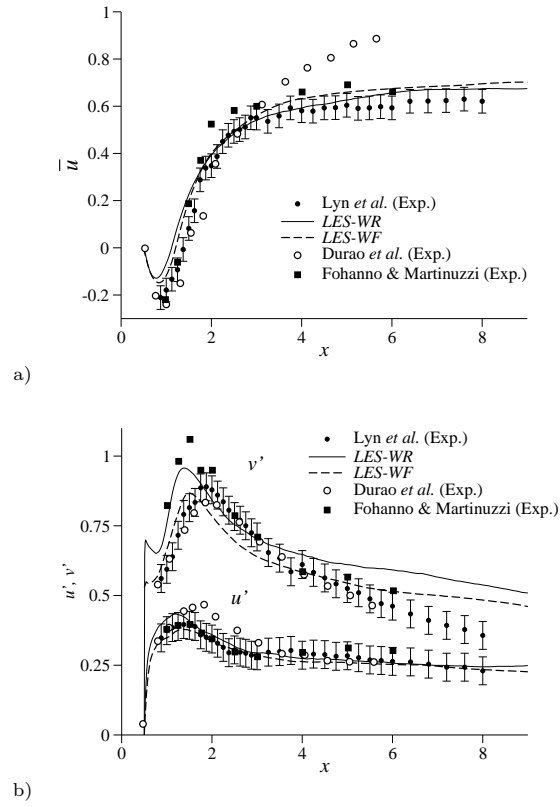 1
0.8
0.6
0.4
0.2
0
-0.2
u
0
2
4
6
8
x
Lyn et al. (Exp.)
LES-WR
LES-WF
Durao et al. (Exp.)
Fohanno & Martinuzzi (Exp.)
a)
1
0.75
0.5
0.25
0
u', v'
v'
u'
Lyn et al. (Exp.)
LES-WR
LES-WF
Durao et al. (Exp.)
Fohanno & Martinuzzi (Exp.)
0
2
4
6
8
x
b)